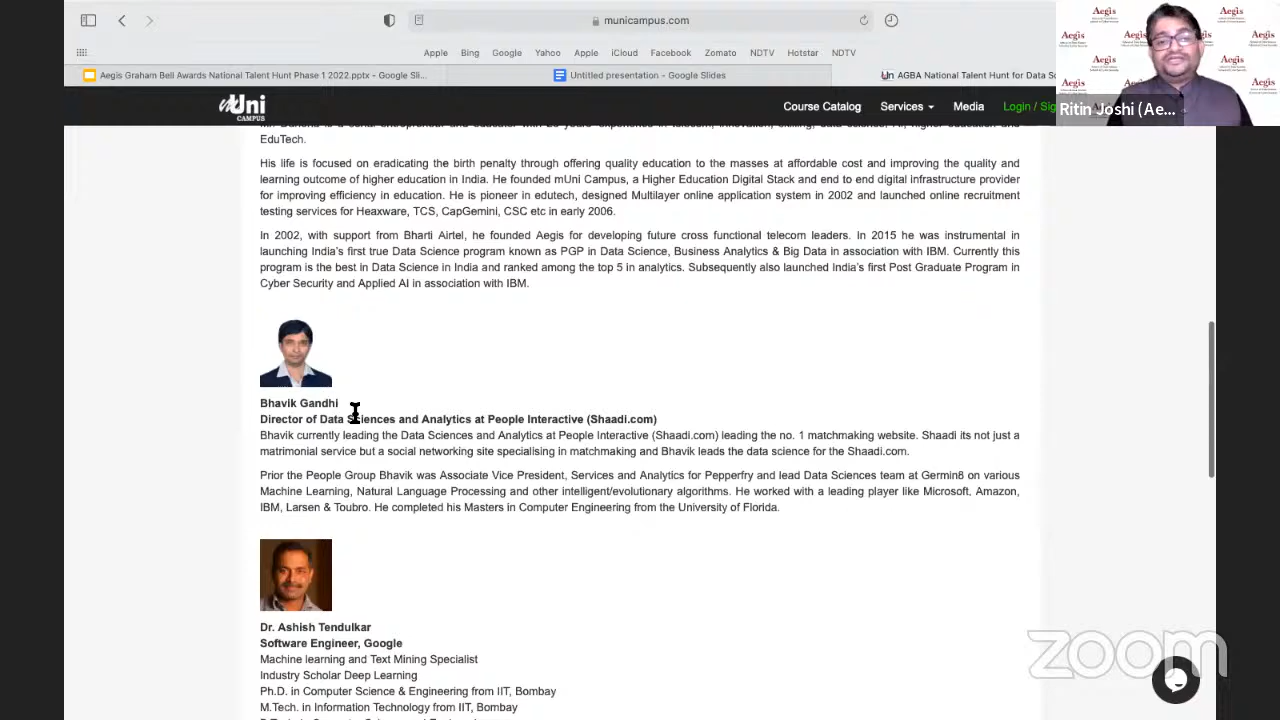 municampus.com
Bing
Yahoo
Apple
iCloud
Facebook
Zomato
NDTV
Hotstar
NDTV
Aegis Graham Bell Awards National Talent Hunt Phase 1 2022.pptx - Google Sli...
Untitled presentation - Google Slides
AGBA National Talent Hunt for Data Sc
mUni
CAMPUS
Course Catalog
Services
Media
Login / Sig
Aegis
Ritin Joshi (Ae...
EduTech.
His life is focused on eradicating the birth penalty through offering quality education to the masses at affordable cost and improving the quality and
learning outcome of higher education in India. He founded mUni Campus, a Higher Education Digital Stack and end to end digital infrastructure provider
for improving efficiency in education. He is pioneer in edutech, designed Multilayer online application system in 2002 and launched online recruitment
testing services for Heaxware, TCS, CapGemini, CSC etc in early 2006.
In 2002, with support from Bharti Airtel, he founded Aegis for developing future cross functional telecom leaders. In 2015 he was instrumental in
launching India's first true Data Science program known as PGP in Data Science, Business Analytics & Big Data in association with IBM. Currently this
program is the best in Data Science in India and ranked among the top 5 in analytics. Subsequently also launched India's first Post Graduate Program in
Cyber Security and Applied AI in association with IBM.
Bhavik Gandhi
Director of Data Sciences and Analytics at People Interactive (Shaadi.com)
Bhavik currently leading the Data Sciences and Analytics at People Interactive (Shaadi.com) leading the no. 1 matchmaking website. Shaadi its not just a
matrimonial service but a social networking site specialising in matchmaking and Bhavik leads the data science for the Shaadi.com.
Prior the People Group Bhavik was Associate Vice President, Services and Analytics for Pepperfry and lead Data Sciences team at Germin8 on various
Machine Learning, Natural Language Processing and other intelligent/evolutionary algorithms. He worked with a leading player like Microsoft, Amazon,
IBM, Larsen & Toubro. He completed his Masters in Computer Engineering from the University of Florida.
Dr. Ashish Tendulkar
Software Engineer, Google
Machine learning and Text Mining Specialist
Industry Scholar Deep Learning
Ph.D. in Computer Science & Engineering from IIT, Bombay
M.Tech. in Information Technology from IIT, Bombay
zoom